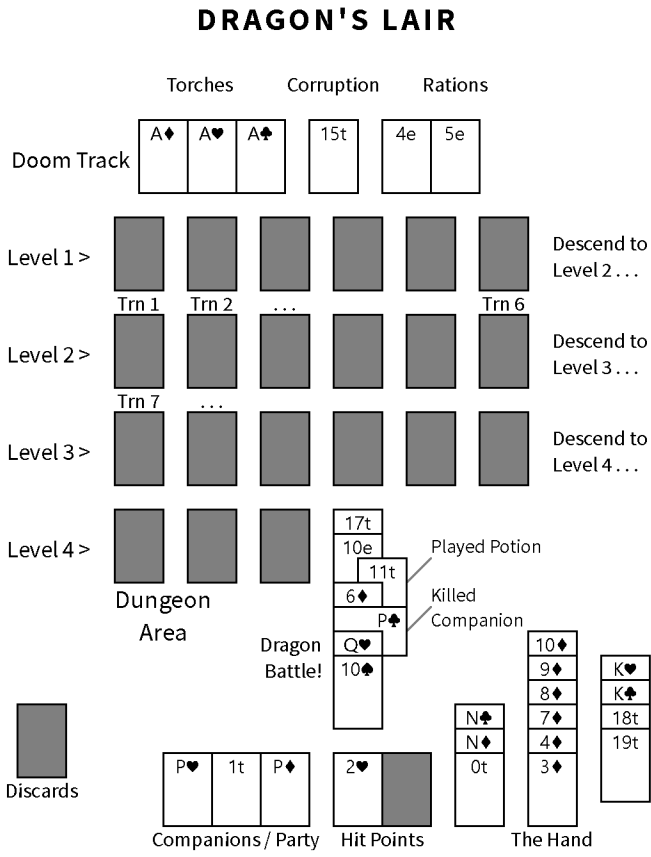 DRAGON'S LAIR
Torches Corruption Rations
Doom Track
A♦ A♥ A♣ 15t 4e 5e
Level 1 >
Descend to
Level 2 . . .
Trn 1 Trn 2 . . . Trn 6
Level 2 >
Descend to
Level 3 . . .
Trn 7 . . .
Level 3 >
Descend to
Level 4 . . .
Level 4 >
17t
10e
11t
6♦
P♣
Q♥
10♠
Played Potion
Killed
Companion
Dungeon
Area
Dragon
Battle!
Discards
P♥ 1t P♦
Companions / Party
2♥
Hit Points
N♣
N♦
0t
10♦
9♦
8♦
7♦
4♦
3♦
K♥
K♣
18t
19t
The Hand